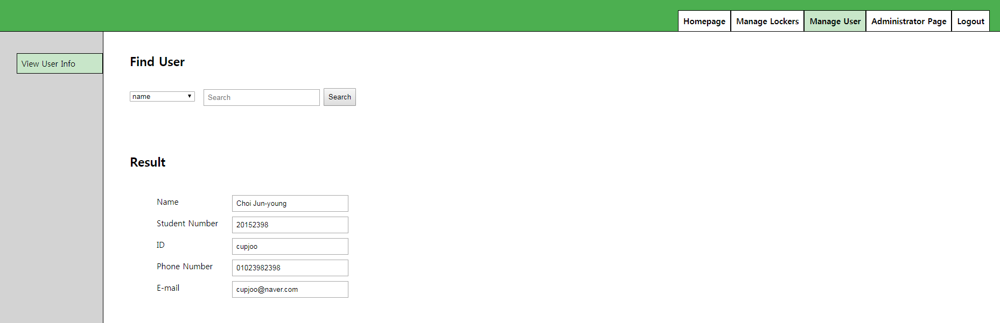 Homepage Manage Lockers Manage User Administrator Page Logout
View User Info
Find User
name Search Search
Result
Name Choi Jun-young
Student Number 20152398
ID cupjoo
Phone Number 01023982398
E-mail cupjoo@naver.com